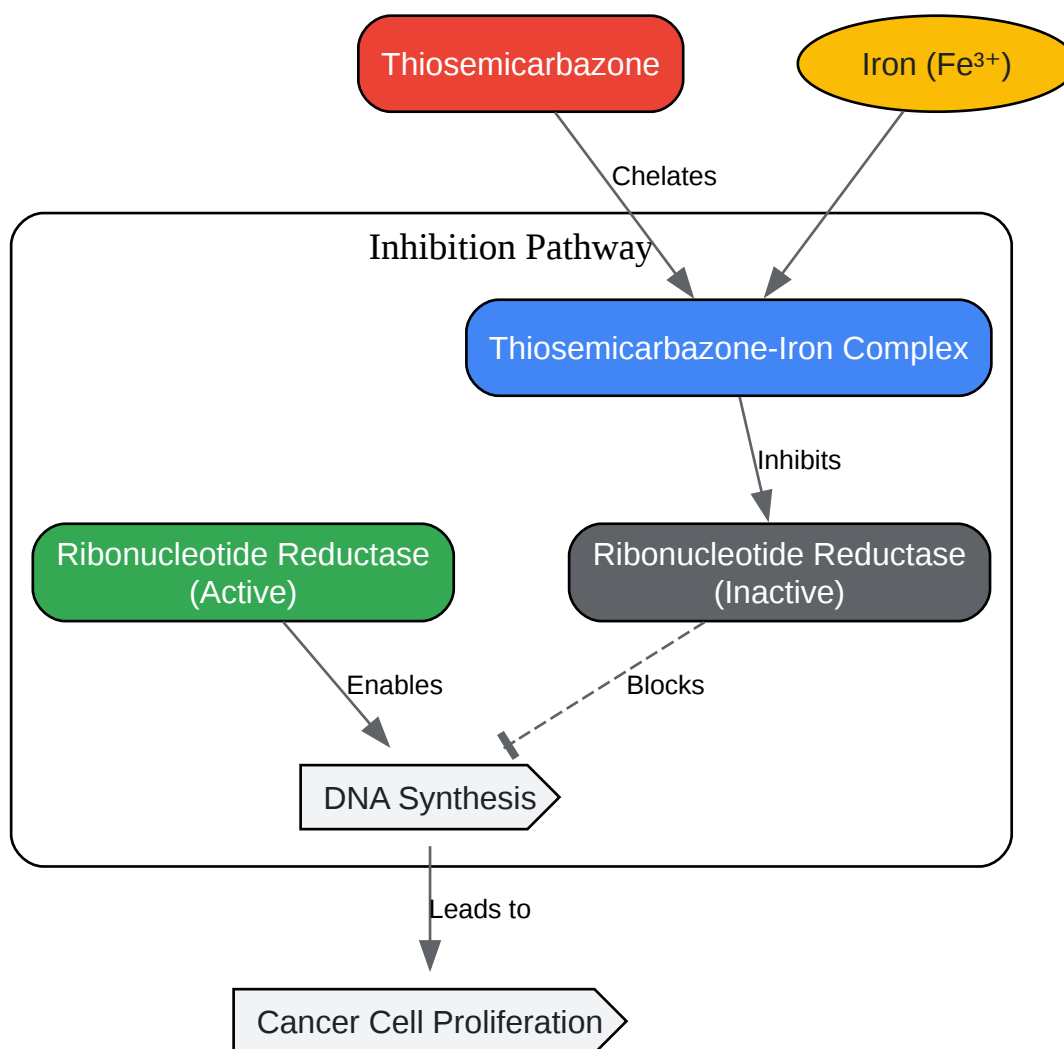 Thiosemicarbazone
Iron (Fe³⁺)
Chelates
Inhibition Pathway
Thiosemicarbazone-Iron Complex
Inhibits
Ribonucleotide Reductase
(Active)
Ribonucleotide Reductase
(Inactive)
Enables
Blocks
DNA Synthesis
Leads to
Cancer Cell Proliferation